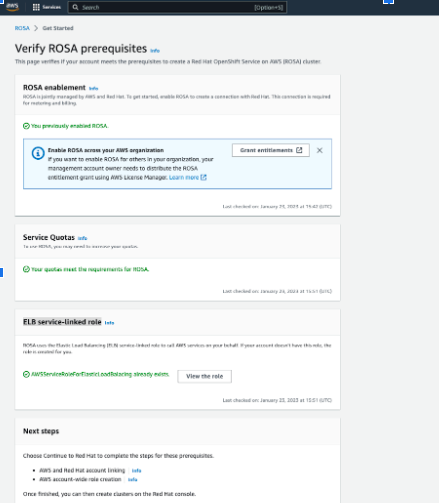 aws
Services
Search
[Option+S]
ROSA > Get Started
Verify ROSA prerequisites Info
This page verifies if your account meets the prerequisites to create a Red Hat OpenShift Service on AWS (ROSA) cluster.
ROSA enablement Info
ROSA is jointly managed by AWS and Red Hat. To get started, enable ROSA to create a connection with Red Hat. This connection is
required for metering and billing.
You previously enabled ROSA.
Enable ROSA across your AWS organization
If you want to enable ROSA for others in your organization, your
management account owner needs to distribute the ROSA
entitlement grant using AWS License Manager. Learn more
Grant entitlements
Last checked on: January 25, 2023 at 15:40 (UTC)
Service Quotas Info
To use ROSA, you may need to increase your quotas.
Your quotas meet the requirements for ROSA.
Last checked on: January 25, 2023 at 15:51 (UTC)
ELB service-linked role Info
ROSA uses the Elastic Load Balancing (ELB) service-linked role to call AWS services on your behalf. If your account doesn't have this role, the
role is created for you.
AWSServiceRoleForElasticLoadBalacing already exists.
View the role
Last checked on: January 25, 2023 at 15:51 (UTC)
Next steps
Choose Continue to Red Hat to complete the steps for these prerequisites.
• AWS and Red Hat account linking Info
• AWS account-wide role creation Info
Once finished, you can then create clusters on the Red Hat console.